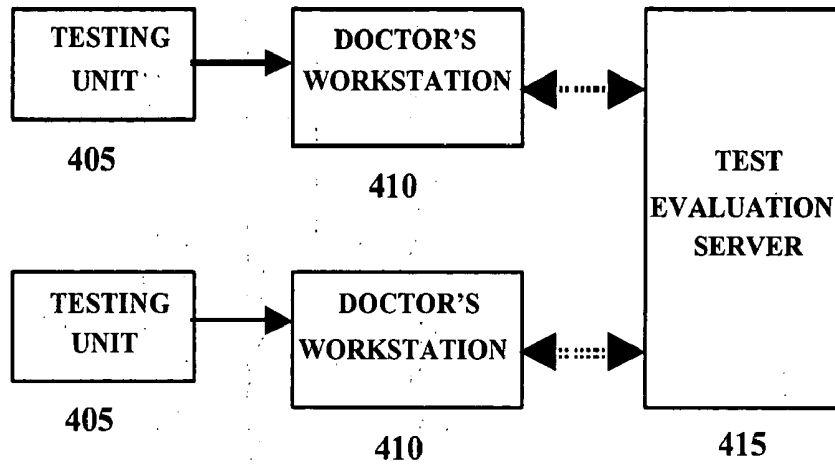 TESTING
UNIT
405
DOCTOR'S
WORKSTATION
410
TEST
EVALUATION
SERVER
415
TESTING
UNIT
405
DOCTOR'S
WORKSTATION
410